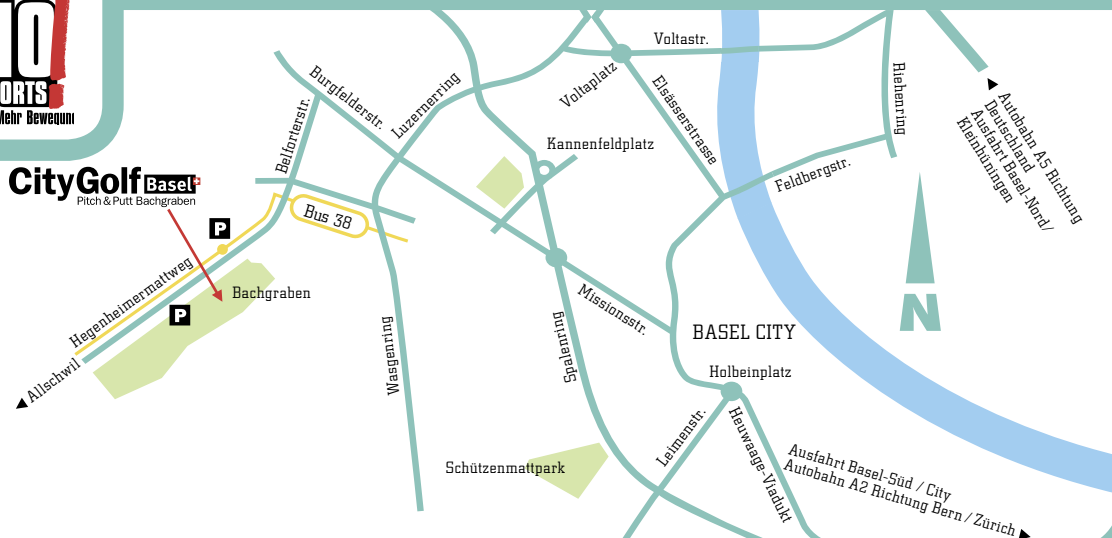 10
ORTS
Mehr Bewegun
CityGolf Basel
Pitch & Putt Bachgraben
P
P
Bus 38
Hegenheimermattweg
Bachgraben
Allschwil
Belforterstr.
Burgfelderstr.
Luzernerring
Wasgenring
Kannenfeldplatz
Voltaplatz
Voltastr.
Elsässerstrasse
Feldbergstr.
Riehenring
Autobahn A5 Richtung
Deutschland
Ausfahrt Basel-Nord/
Kleinhüningen
N
Missionsstr.
Spalenring
BASEL CITY
Holbeinplatz
Leimenstr.
Heuwaage-Viadukt
Schützenmattpark
Ausfahrt Basel-Süd / City
Autobahn A2 Richtung Bern / Zürich